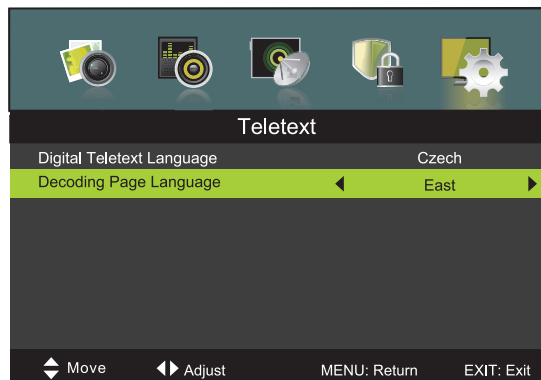 Teletext
Digital Teletext Language Czech
Decoding Page Language East
Move Adjust MENU: Return EXIT: Exit